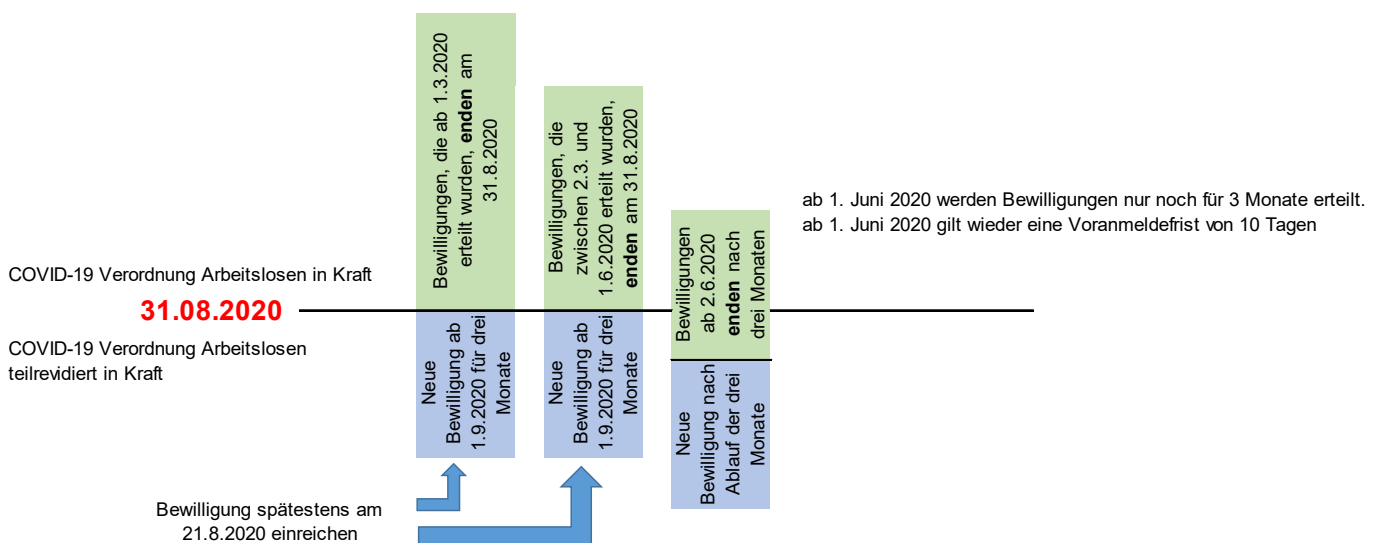 COVID-19 Verordnung Arbeitslosen in Kraft
31.08.2020
COVID-19 Verordnung Arbeitslosen
teilrevidiert in Kraft
Bewilligungen, die ab 1.3.2020
erteilt wurden, enden am
31.8.2020
Neue
Bewilligung ab
1.9.2020 für drei
Monate
Bewilligungen, die
zwischen 2.3. und
1.6.2020 erteilt wurden,
enden am 31.8.2020
Neue
Bewilligung ab
1.9.2020 für drei
Monate
Bewilligungen
ab 2.6.2020
enden nach
drei Monaten
Neue
Bewilligung nach
Ablauf der drei
Monate
ab 1. Juni 2020 werden Bewilligungen nur noch für 3 Monate erteilt.
ab 1. Juni 2020 gilt wieder eine Voranmeldefrist von 10 Tagen
Bewilligung spätestens am
21.8.2020 einreichen